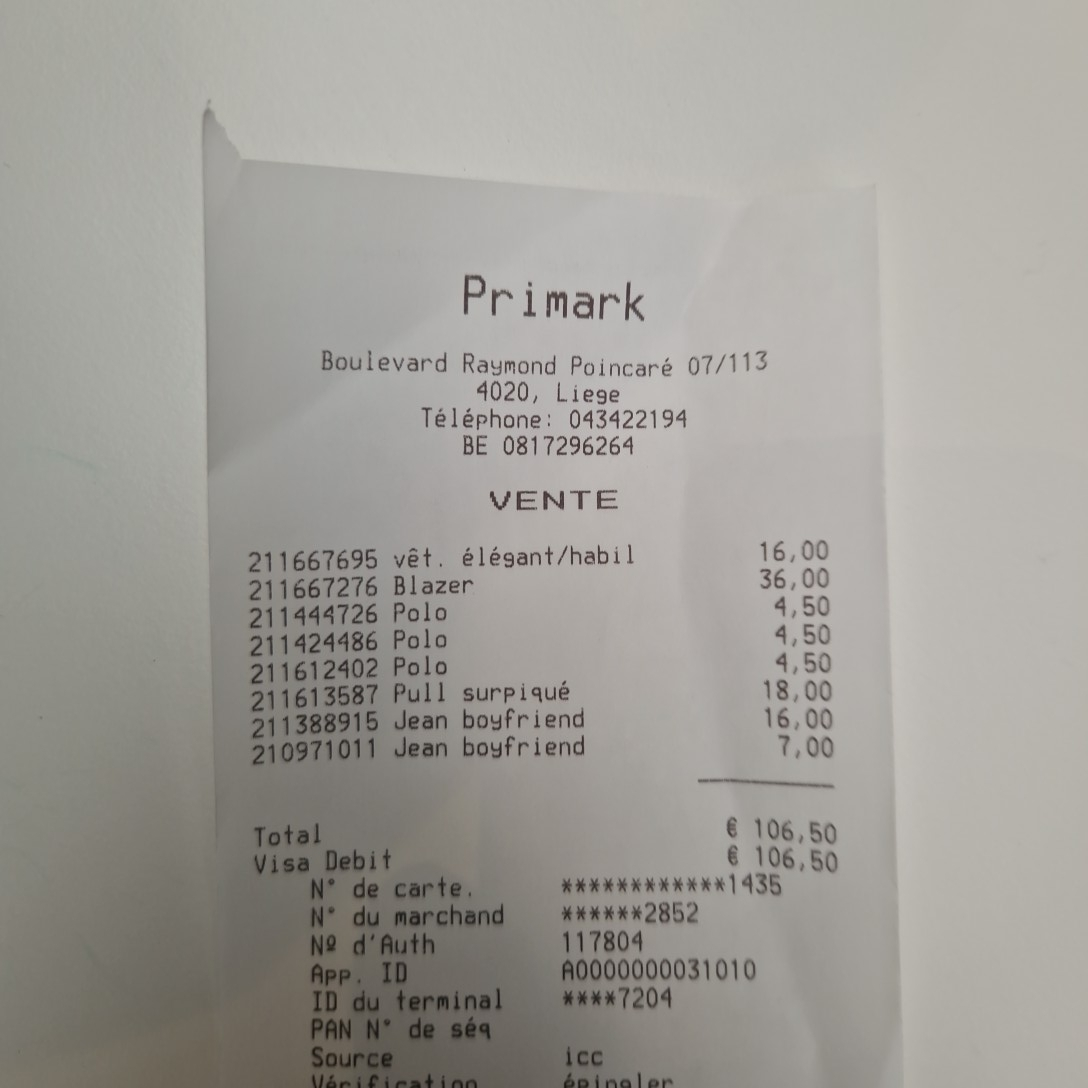 Primark
Boulevard Raymond Poincaré 07/113
4020, Liege
Téléphone: 043422194
BE 0817296264
VENTE
211667695 vêt. élégant/habil 16,00
211667276 Blazer 36,00
211444726 Polo 4,50
211424486 Polo 4,50
211612402 Polo 4,50
211613587 Pull surpiqué 18,00
211388915 Jean boyfriend 16,00
210971011 Jean boyfriend 7,00
Total € 106,50
Visa Debit € 106,50
N° de carte. ************1435
N° du marchand ******2852
Nº d'Auth 117804
App. ID A0000000031010
ID du terminal ****7204
PAN N° de séq
Source icc
Vérification épingler